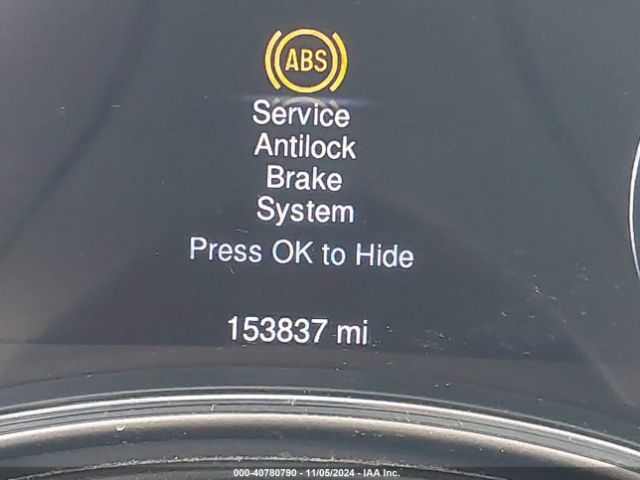 ABS
Service
Antilock
Brake
System
Press OK to Hide
153837 mi
000-40780790 - 11/05/2024 - IAA Inc.